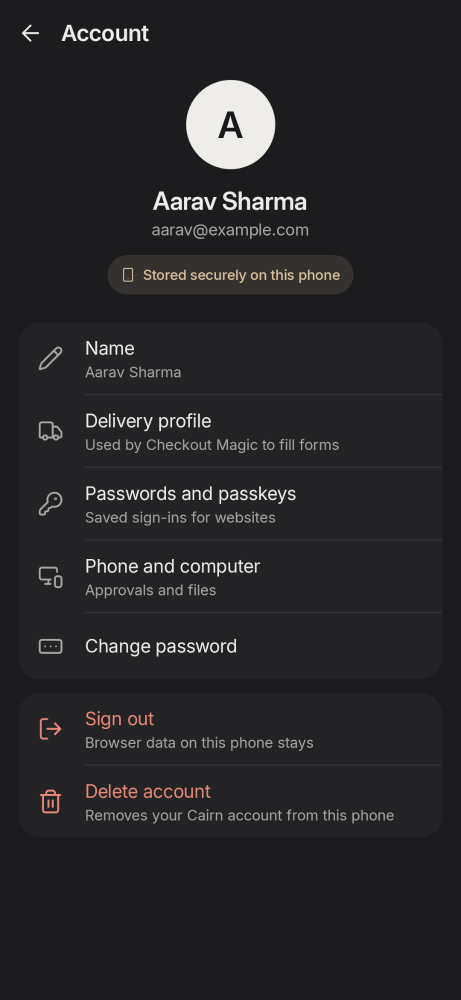 Account
A
Aarav Sharma
aarav@example.com
Stored securely on this phone
Name
Aarav Sharma
Delivery profile
Used by Checkout Magic to fill forms
Passwords and passkeys
Saved sign-ins for websites
Phone and computer
Approvals and files
Change password
Sign out
Browser data on this phone stays
Delete account
Removes your Cairn account from this phone